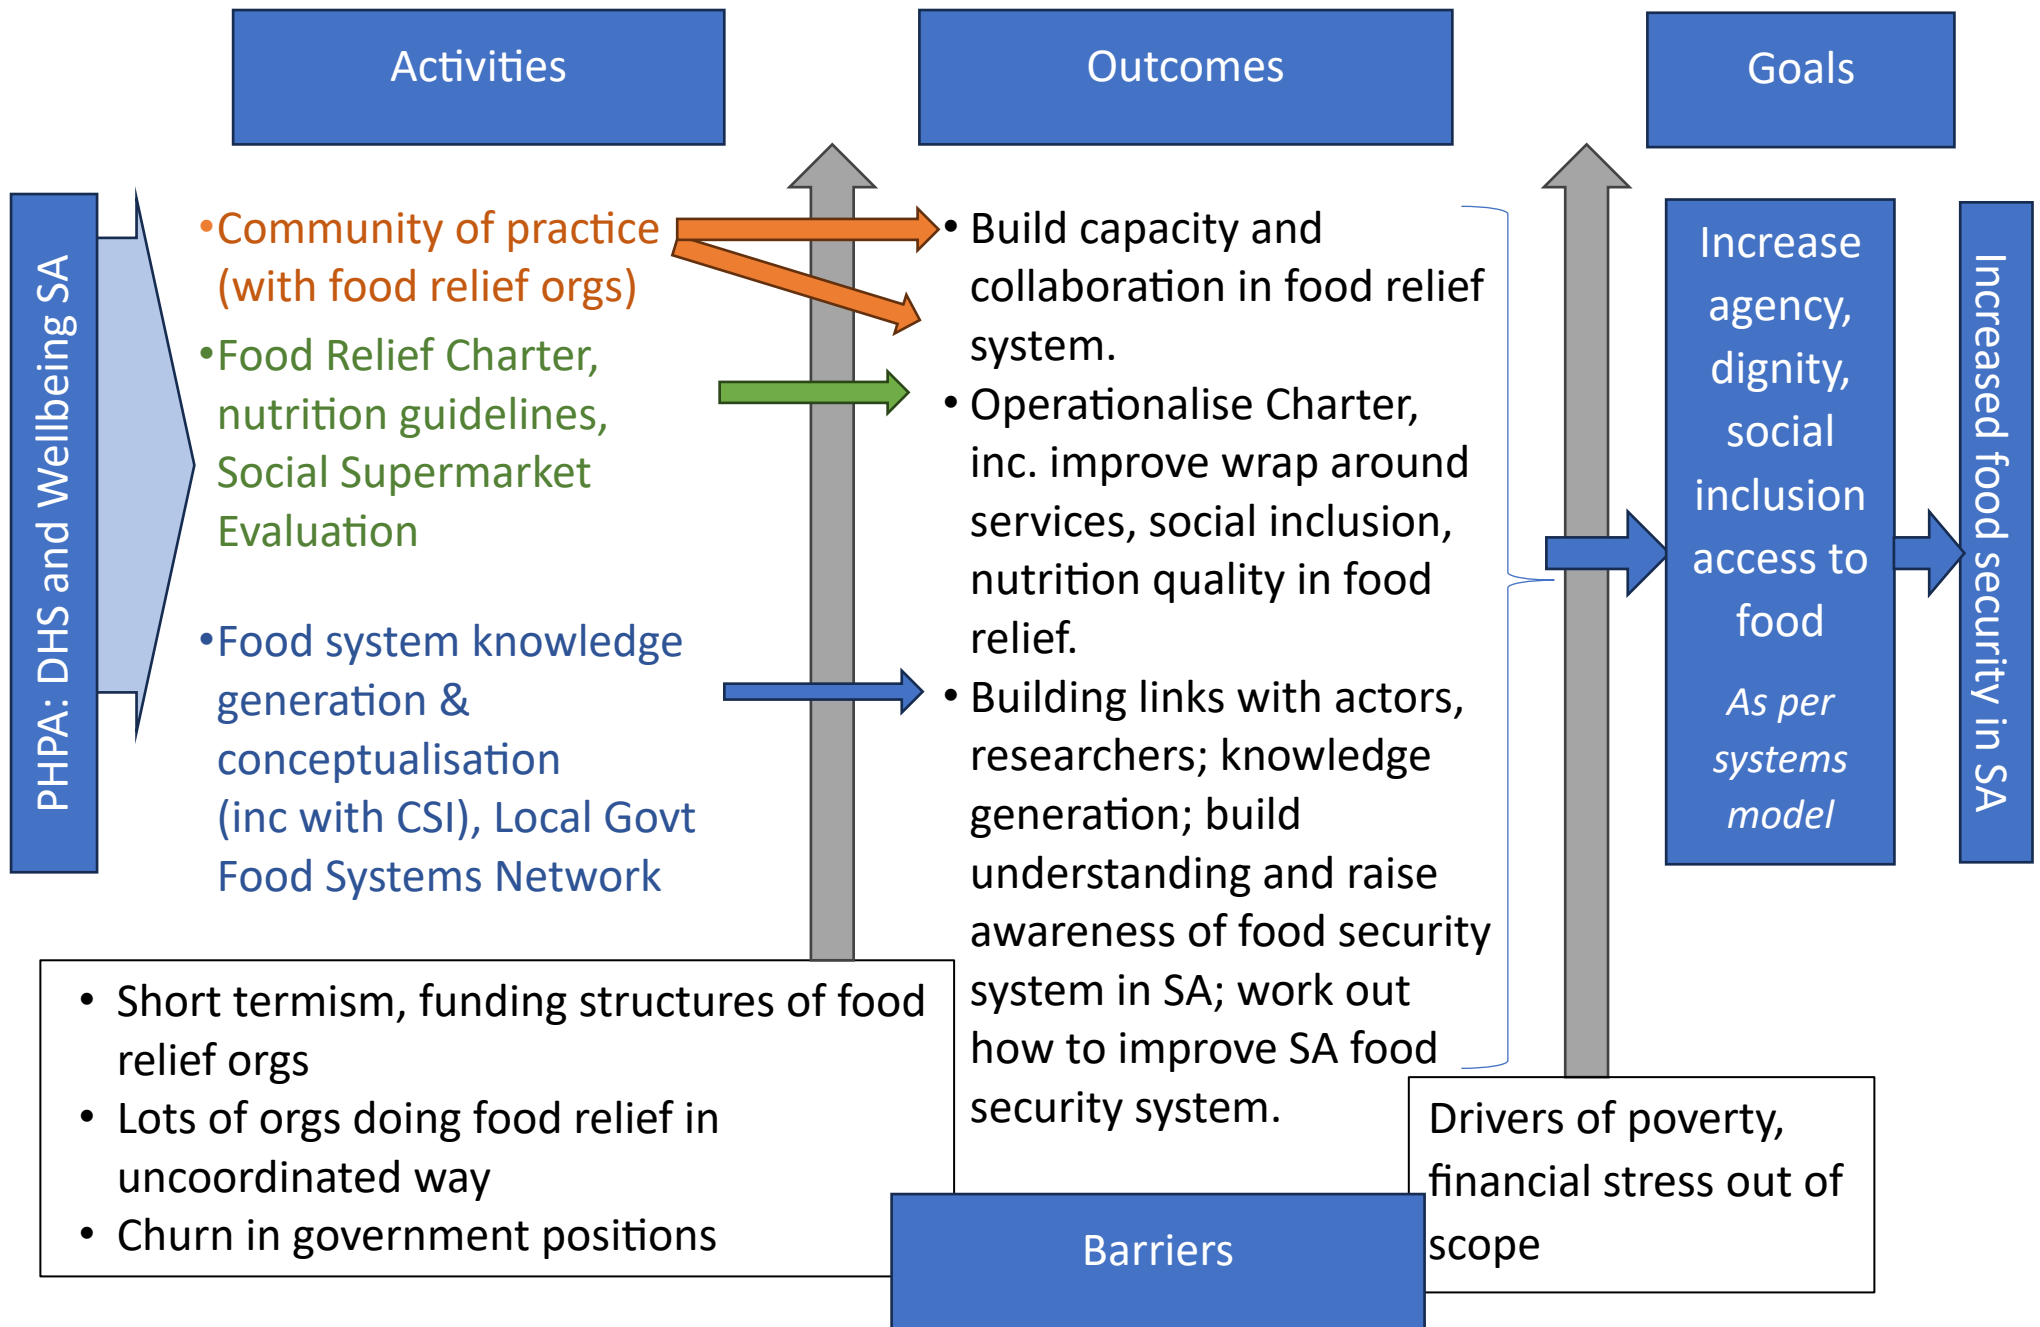 Activities
Outcomes
Goals
PHPA: DHS and Wellbeing SA
•Community of practice
(with food relief orgs)
•Food Relief Charter,
nutrition guidelines,
Social Supermarket
Evaluation
•Food system knowledge
generation &
conceptualisation
(inc with CSI), Local Govt
Food Systems Network
• Build capacity and
collaboration in food relief
system.
• Operationalise Charter,
inc. improve wrap around
services, social inclusion,
nutrition quality in food
relief.
• Building links with actors,
researchers; knowledge
generation; build
understanding and raise
awareness of food security
system in SA; work out
how to improve SA food
security system.
Increase
agency,
dignity,
social
inclusion
access to
food
As per
systems
model
Increased food security in SA
• Short termism, funding structures of food
relief orgs
• Lots of orgs doing food relief in
uncoordinated way
• Churn in government positions
Barriers
Drivers of poverty,
financial stress out of
scope